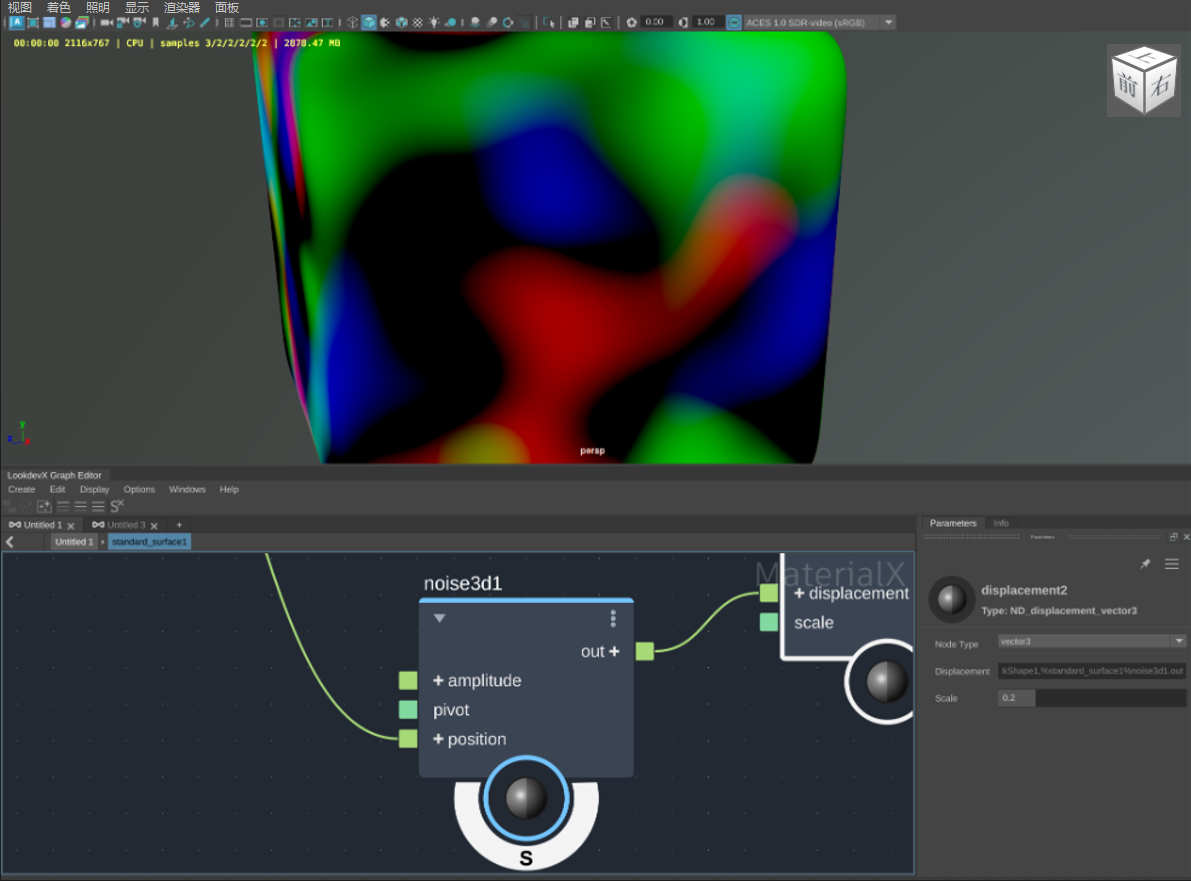 视图 着色 照明 显示 渲染器 面板
0.00 1.00 ACES 1.0 SDR-video (sRGB)
00:00:00 2116x767 | CPU | samples 3/2/2/2/2/2 | 2878.47 MB
上
前 右
y
z x
persp
LookdevX Graph Editor
Create Edit Display Options Windows Help
Untitled 1 Untitled 3 +
Untitled 1 standard_surface1
MaterialX
noise3d1
out +
+ amplitude
pivot
+ position
S
+ displacement
scale
Parameters Info
Parameters
displacement2
Type: ND_displacement_vector3
Node Type vector3
Displacement kShape1,%standard_surface1%noise3d1.out
Scale 0.2